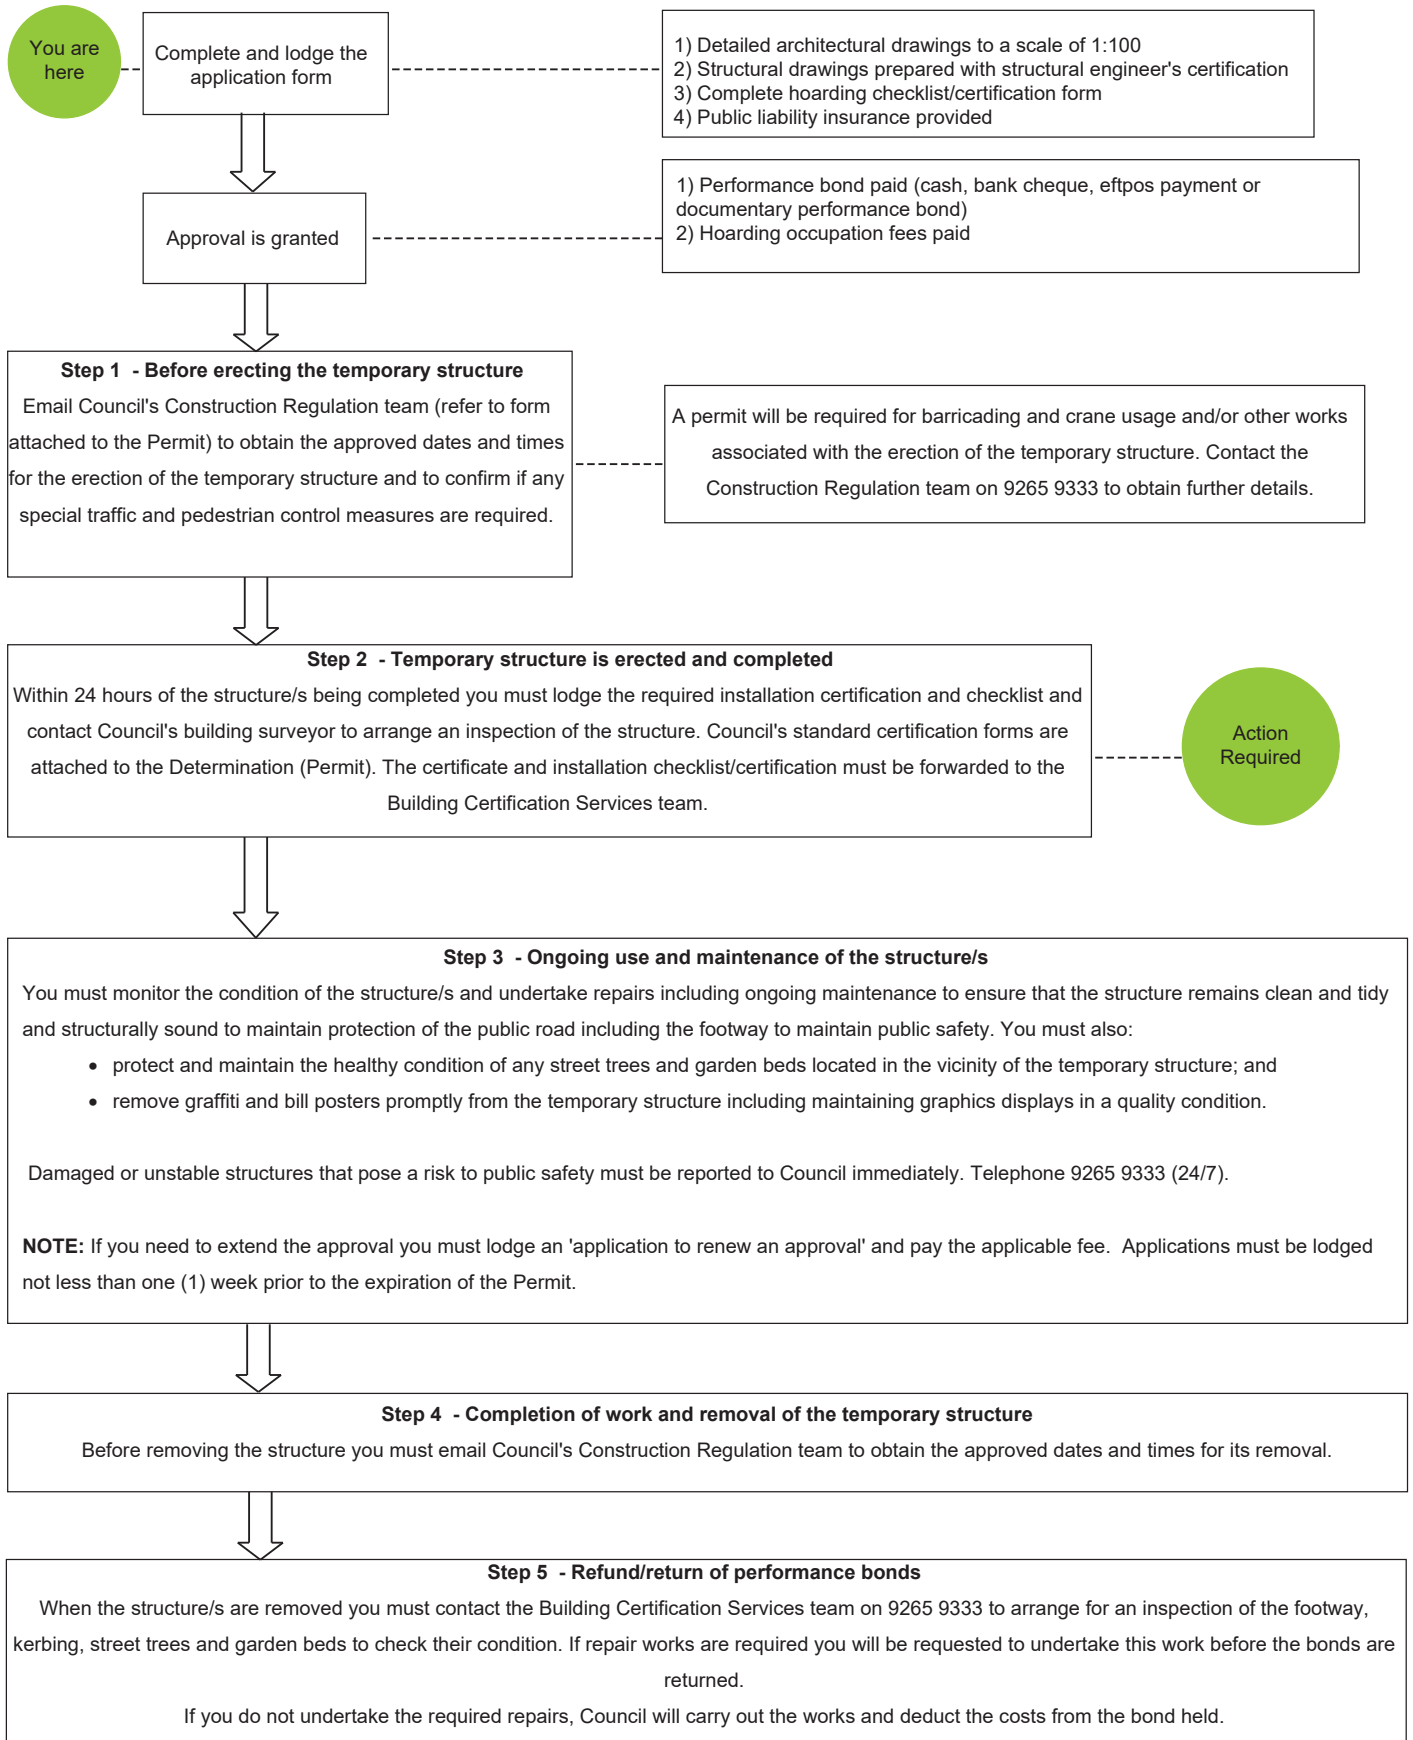 You are
here
Complete and lodge the
application form
1) Detailed architectural drawings to a scale of 1:100
2) Structural drawings prepared with structural engineer's certification
3) Complete hoarding checklist/certification form
4) Public liability insurance provided
Approval is granted
1) Performance bond paid (cash, bank cheque, eftpos payment or
documentary performance bond)
2) Hoarding occupation fees paid
Step 1 - Before erecting the temporary structure
Email Council's Construction Regulation team (refer to form
attached to the Permit) to obtain the approved dates and times
for the erection of the temporary structure and to confirm if any
special traffic and pedestrian control measures are required.
A permit will be required for barricading and crane usage and/or other works
associated with the erection of the temporary structure. Contact the
Construction Regulation team on 9265 9333 to obtain further details.
Step 2 - Temporary structure is erected and completed
Within 24 hours of the structure/s being completed you must lodge the required installation certification and checklist and
contact Council's building surveyor to arrange an inspection of the structure. Council's standard certification forms are
attached to the Determination (Permit). The certificate and installation checklist/certification must be forwarded to the
Building Certification Services team.
Action
Required
Step 3 - Ongoing use and maintenance of the structure/s
You must monitor the condition of the structure/s and undertake repairs including ongoing maintenance to ensure that the structure remains clean and tidy
and structurally sound to maintain protection of the public road including the footway to maintain public safety. You must also:
• protect and maintain the healthy condition of any street trees and garden beds located in the vicinity of the temporary structure; and
• remove graffiti and bill posters promptly from the temporary structure including maintaining graphics displays in a quality condition.
Damaged or unstable structures that pose a risk to public safety must be reported to Council immediately. Telephone 9265 9333 (24/7).
NOTE: If you need to extend the approval you must lodge an 'application to renew an approval' and pay the applicable fee. Applications must be lodged
not less than one (1) week prior to the expiration of the Permit.
Step 4 - Completion of work and removal of the temporary structure
Before removing the structure you must email Council's Construction Regulation team to obtain the approved dates and times for its removal.
Step 5 - Refund/return of performance bonds
When the structure/s are removed you must contact the Building Certification Services team on 9265 9333 to arrange for an inspection of the footway,
kerbing, street trees and garden beds to check their condition. If repair works are required you will be requested to undertake this work before the bonds are
returned.
If you do not undertake the required repairs, Council will carry out the works and deduct the costs from the bond held.